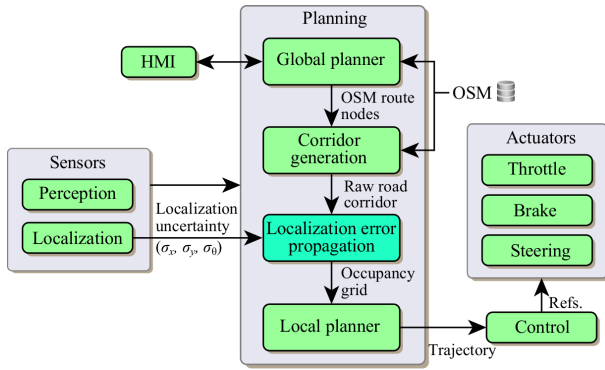 Planning
HMI
Global planner
OSM
OSM route
nodes
Corridor
generation
Actuators
Throttle
Brake
Steering
Sensors
Perception
Localization
Raw road
corridor
Localization
uncertainty
(σx, σy, σθ)
Localization error
propagation
Occupancy
grid
Local planner
Trajectory
Refs.
Control